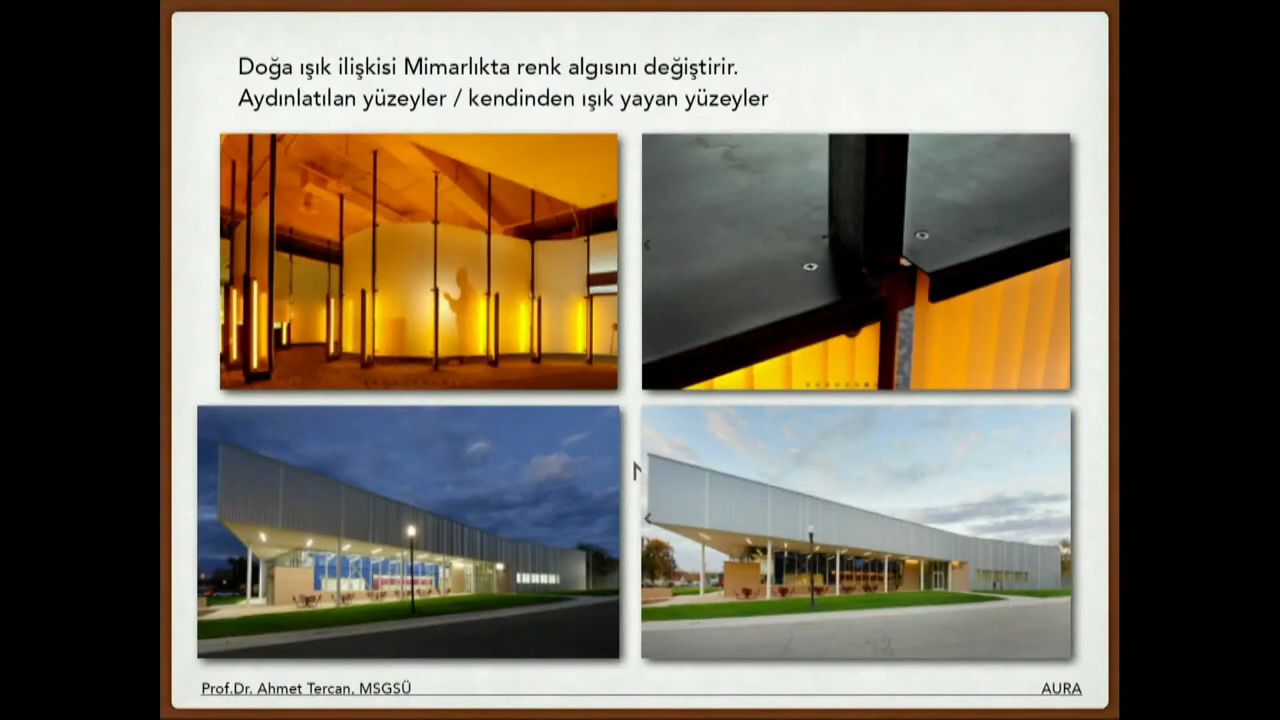 Doğa ışık ilişkisi Mimarlıkta renk algısını değiştirir.
Aydınlatılan yüzeyler / kendinden ışık yayan yüzeyler
Prof.Dr. Ahmet Tercan, MSGSÜ
AURA